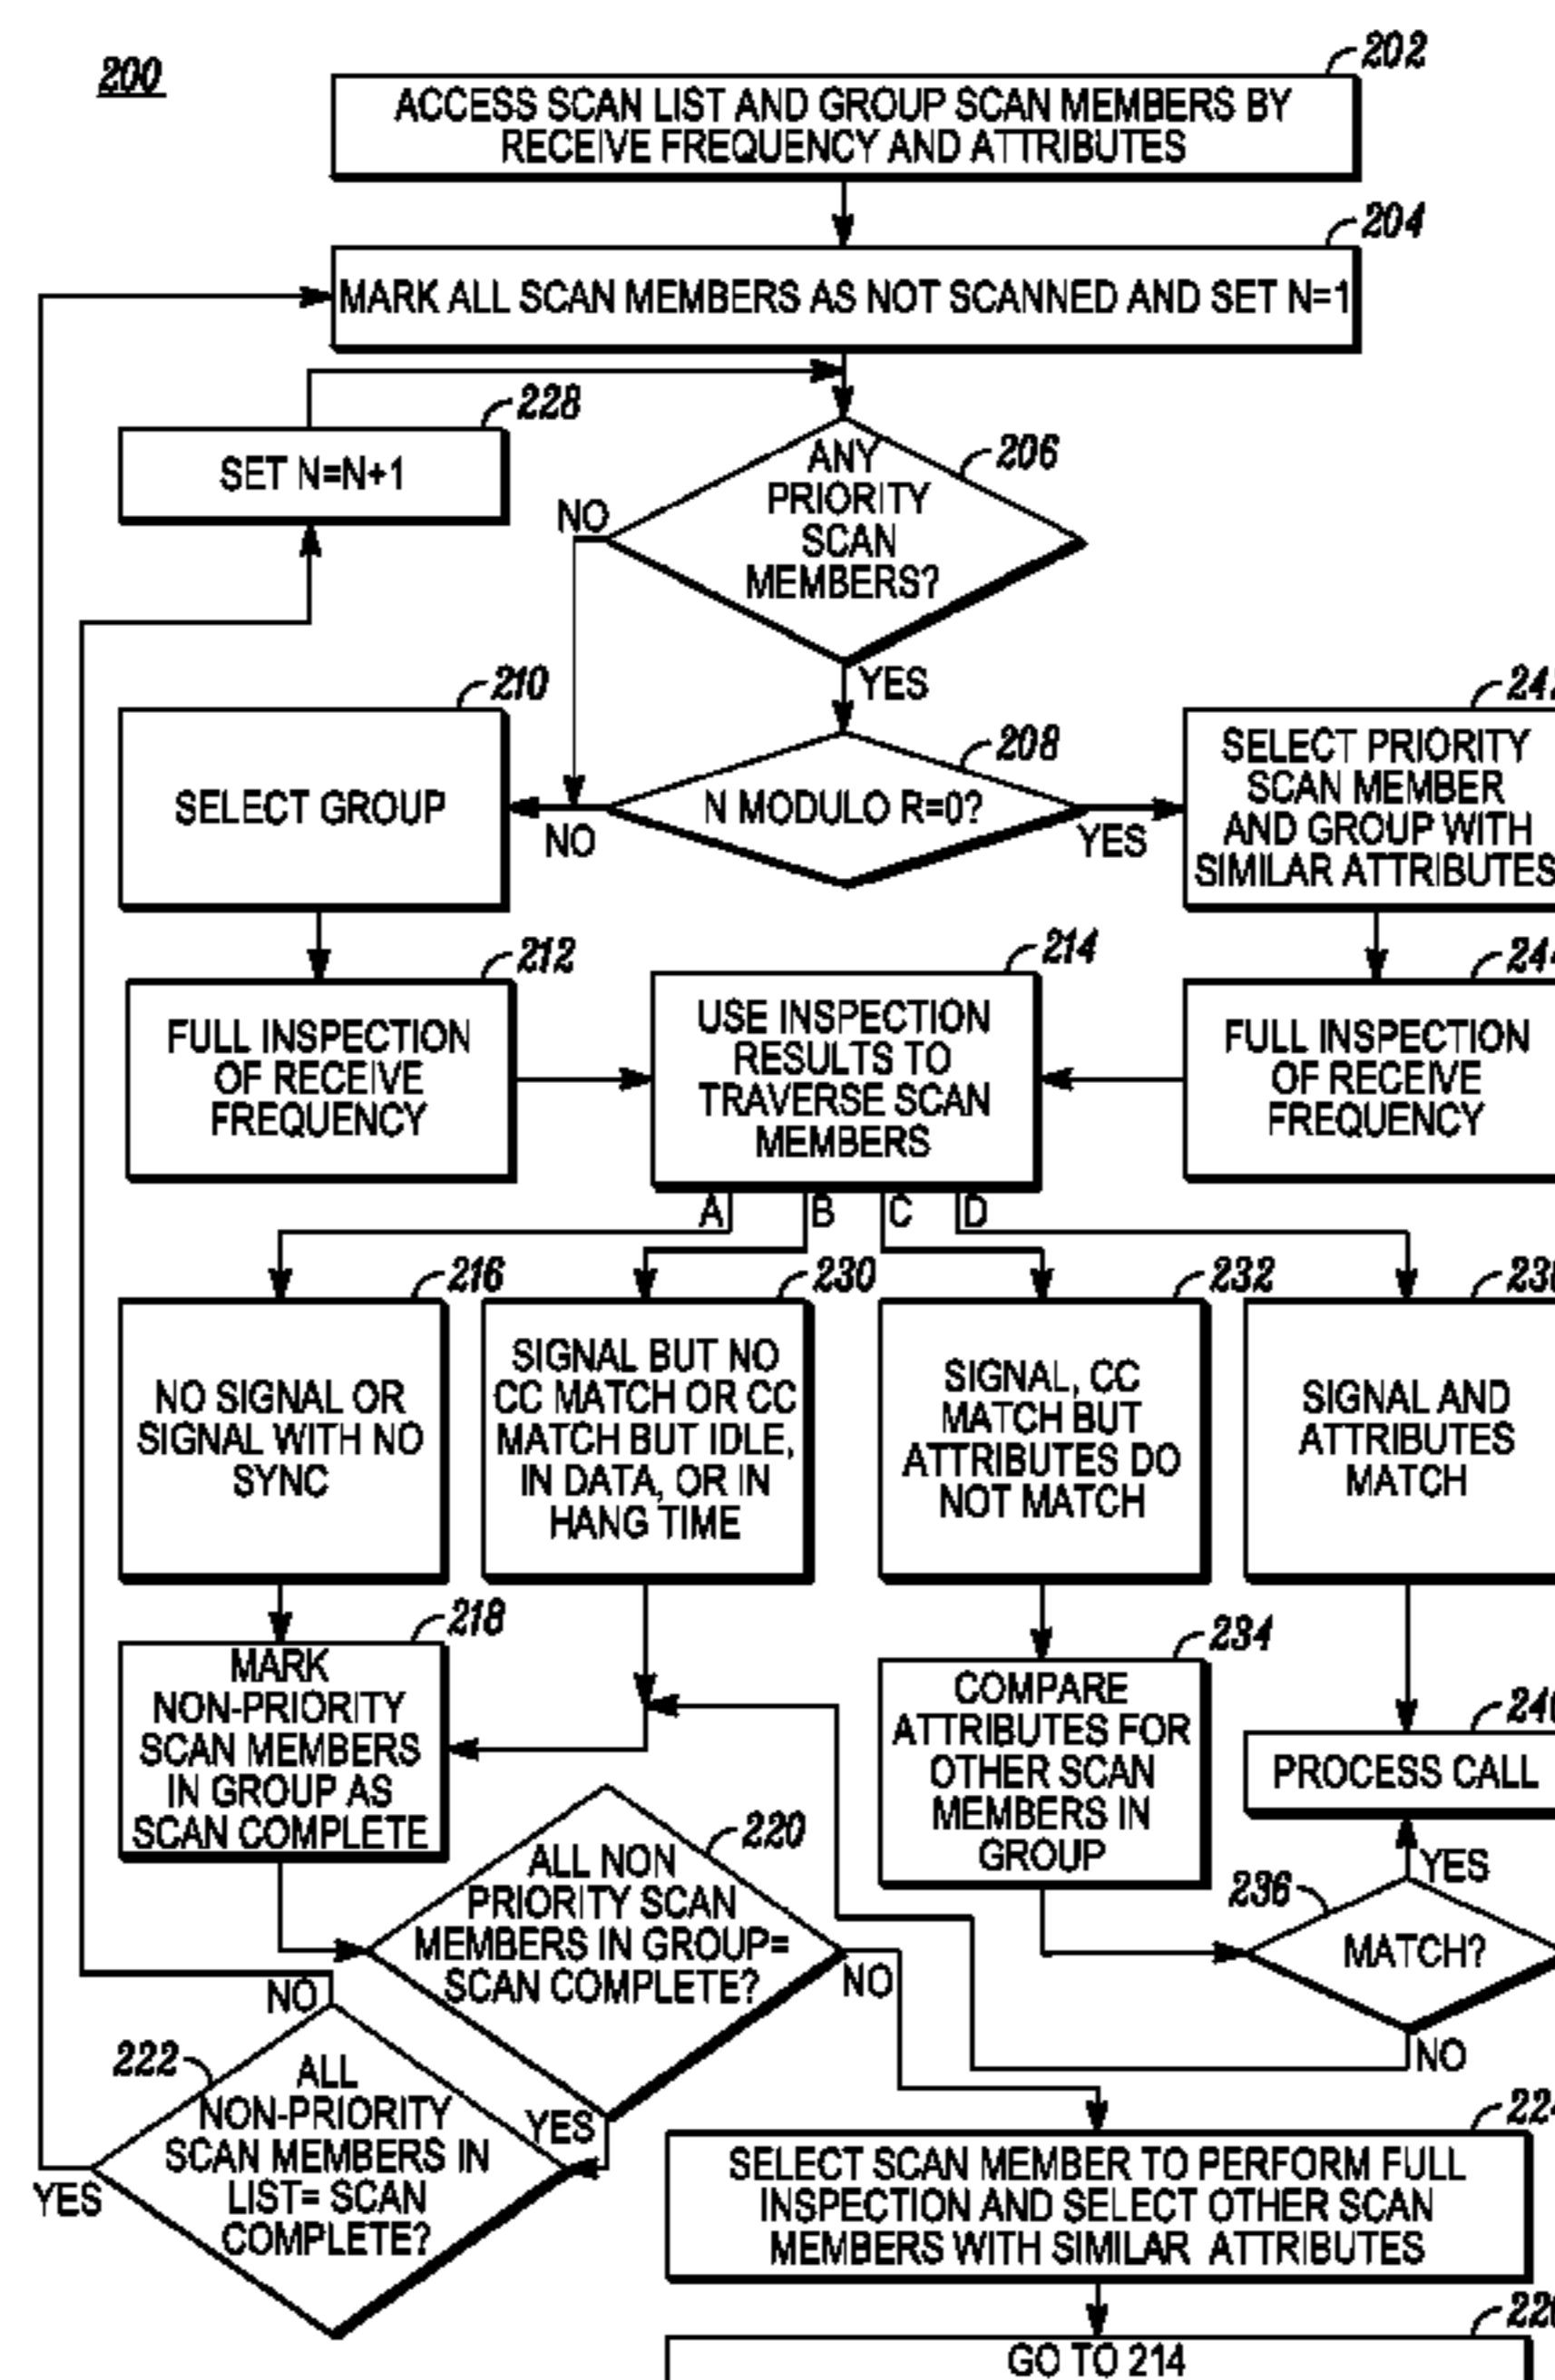 200
202
ACCESS SCAN LIST AND GROUP SCAN MEMBERS BY
RECEIVE FREQUENCY AND ATTRIBUTES
204
MARK ALL SCAN MEMBERS AS NOT SCANNED AND SET N=1
228
SET N=N+1
206
ANY
PRIORITY
SCAN
MEMBERS?
NO
YES
210
SELECT GROUP
208
N MODULO R=0?
NO
YES
SELECT PRIORITY
SCAN MEMBER
AND GROUP WITH
SIMILAR ATTRIBUTES
212
FULL INSPECTION
OF RECEIVE
FREQUENCY
214
USE INSPECTION
RESULTS TO
TRAVERSE SCAN
MEMBERS
FULL INSPECTION
OF RECEIVE
FREQUENCY
A
B
C
D
216
NO SIGNAL OR
SIGNAL WITH NO
SYNC
230
SIGNAL BUT NO
CC MATCH OR CC
MATCH BUT IDLE,
IN DATA, OR IN
HANG TIME
232
SIGNAL, CC
MATCH BUT
ATTRIBUTES DO
NOT MATCH
SIGNAL AND
ATTRIBUTES
MATCH
218
MARK
NON-PRIORITY
SCAN MEMBERS
IN GROUP AS
SCAN COMPLETE
234
COMPARE
ATTRIBUTES FOR
OTHER SCAN
MEMBERS IN
GROUP
PROCESS CALL
YES
220
ALL NON
PRIORITY SCAN
MEMBERS IN GROUP=
SCAN COMPLETE?
NO
YES
236
MATCH?
NO
222
NO
ALL
NON-PRIORITY
SCAN MEMBERS IN
LIST= SCAN
COMPLETE?
YES
SELECT SCAN MEMBER TO PERFORM FULL
INSPECTION AND SELECT OTHER SCAN
MEMBERS WITH SIMILAR ATTRIBUTES
GO TO 214